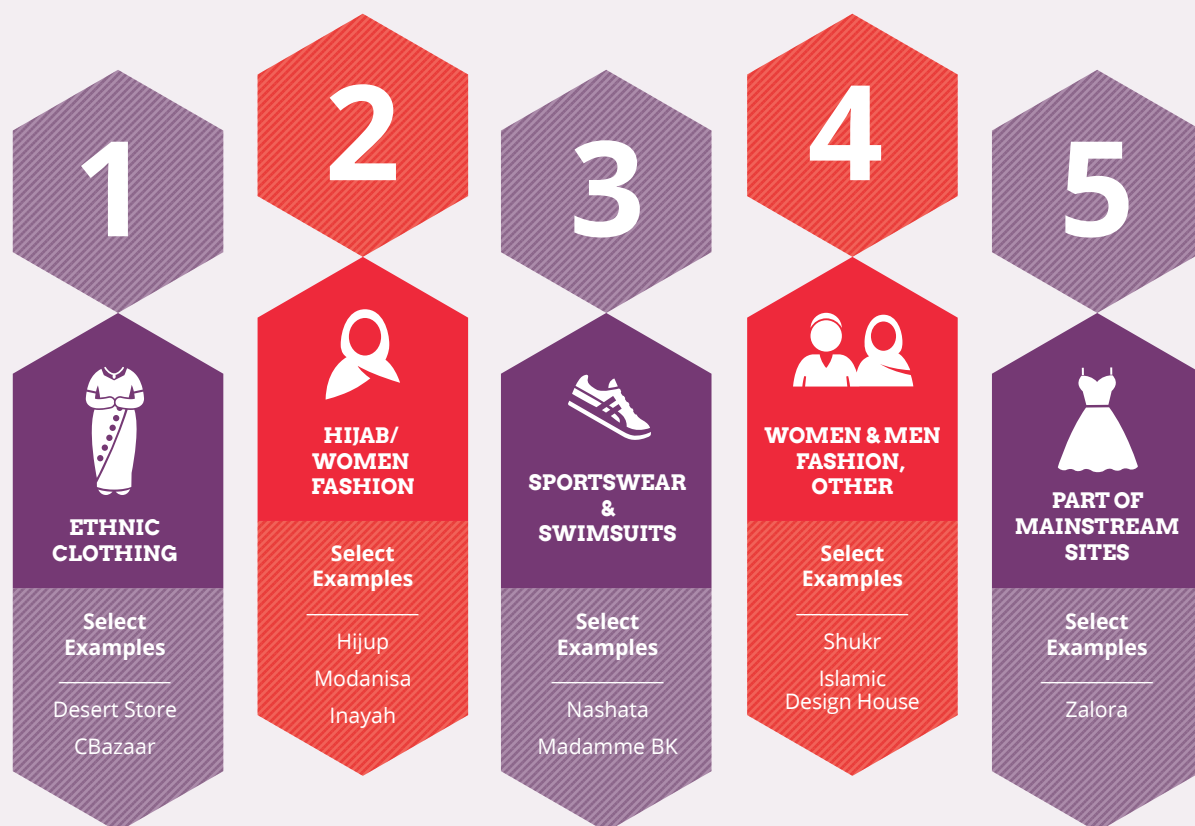 1
ETHNIC
CLOTHING
Select
Examples
Desert Store
CBazaar
2
HIJAB/
WOMEN
FASHION
Select
Examples
Hijup
Modanisa
Inayah
3
SPORTSWEAR
&
SWIMSUITS
Select
Examples
Nashata
Madamme BK
4
WOMEN & MEN
FASHION,
OTHER
Select
Examples
Shukr
Islamic
Design House
5
PART OF
MAINSTREAM
SITES
Select
Examples
Zalora